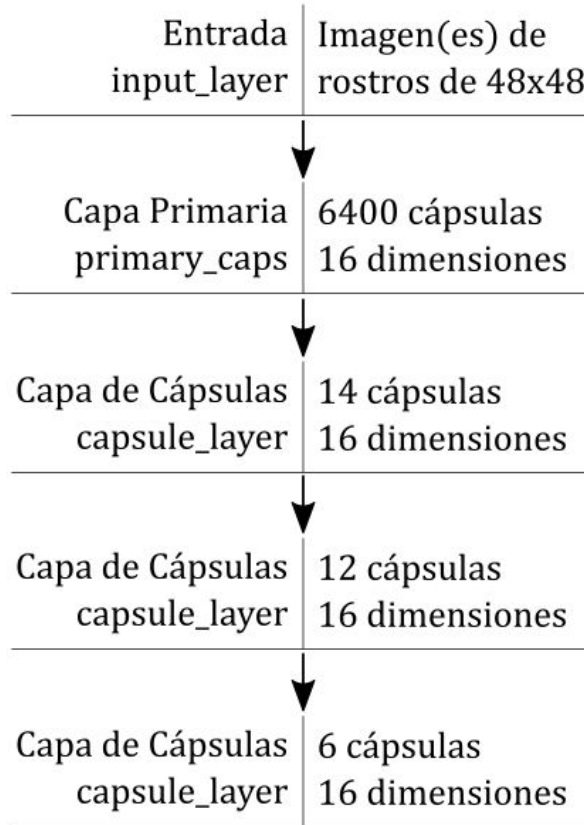 Entrada
input_layer
Imagen(es) de
rostros de 48x48
Capa Primaria
primary_caps
6400 cápsulas
16 dimensiones
Capa de Cápsulas
capsule_layer
14 cápsulas
16 dimensiones
Capa de Cápsulas
capsule_layer
12 cápsulas
16 dimensiones
Capa de Cápsulas
capsule_layer
6 cápsulas
16 dimensiones